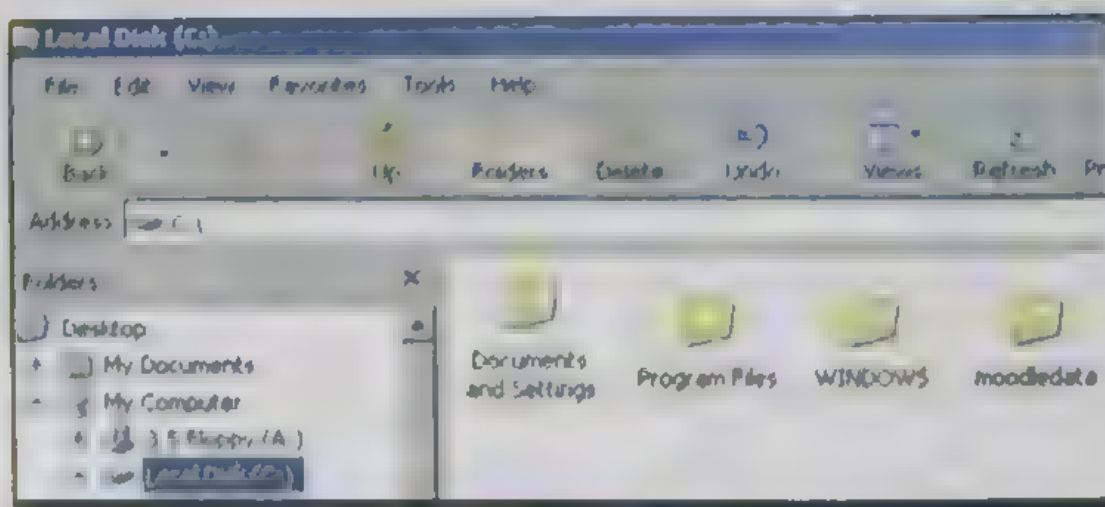 Local Disk (C:)
File Edit View Favorites Tools Help
Back Up Folders Delete Undo Views Refresh
Address C:\
Folders
Documents and Settings
Program Files
WINDOWS
moodledata
Desktop
My Documents
My Computer
Floppy (A:)
Local Disk (C:)